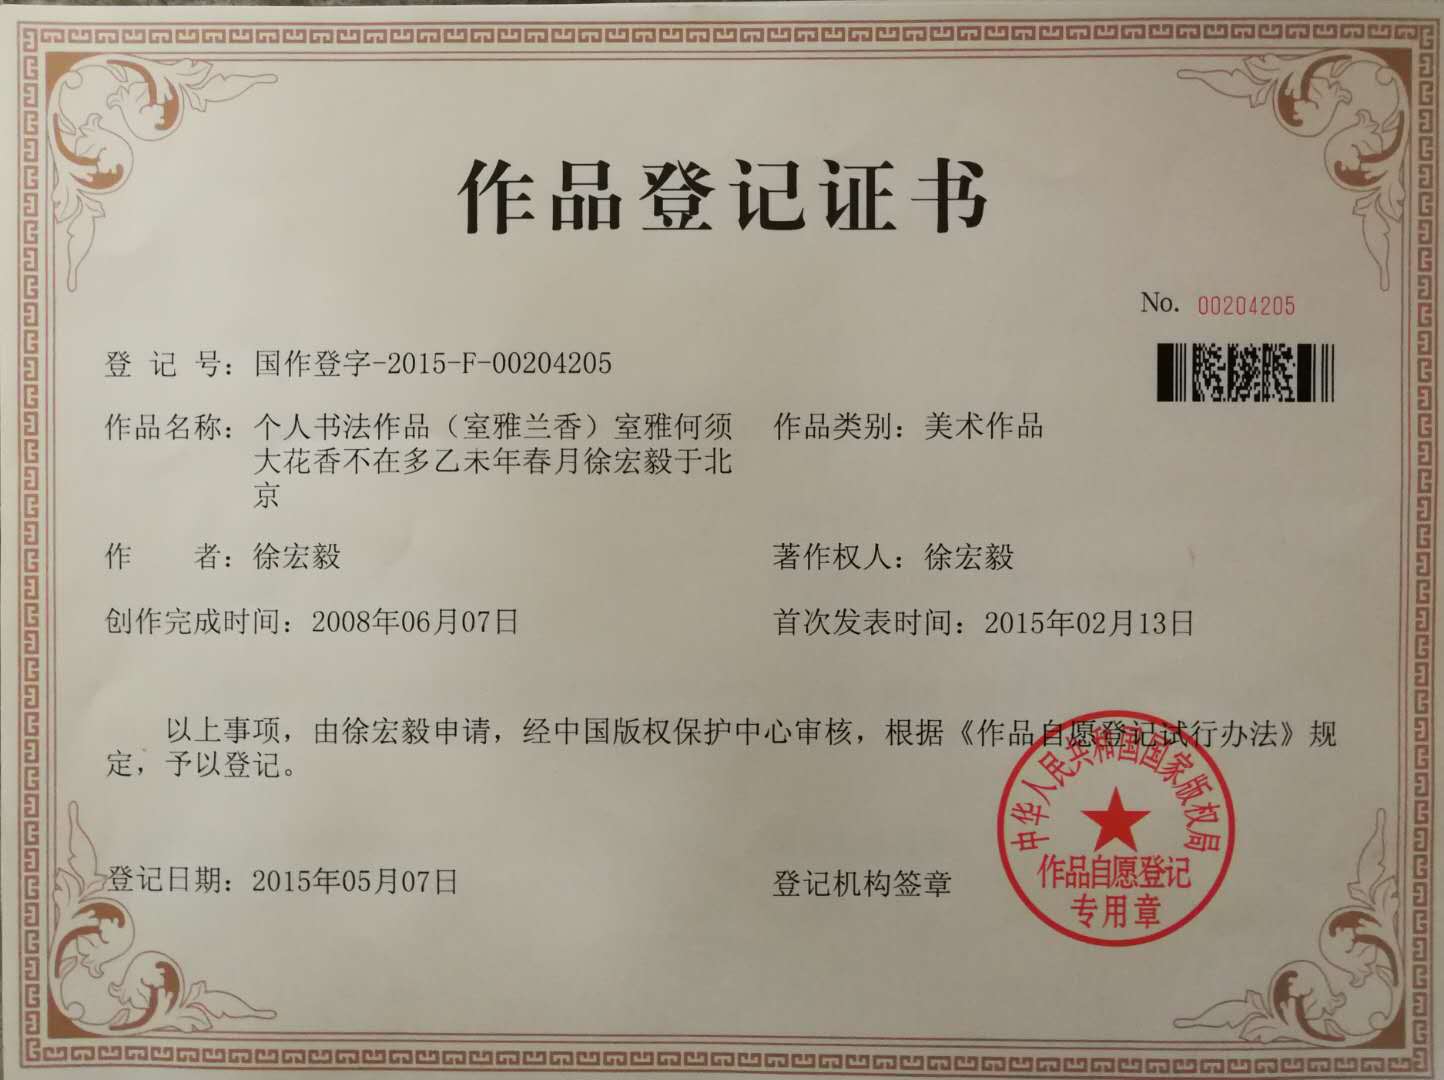 作品登记证书
No. 00204205
登 记 号：国作登字-2015-F-00204205
作品名称：个人书法作品（室雅兰香）室雅何须
大花香不在多乙未年春月徐宏毅于北
京
作品类别：美术作品
作 者：徐宏毅
著作权人：徐宏毅
创作完成时间：2008年06月07日
首次发表时间：2015年02月13日
以上事项，由徐宏毅申请，经中国版权保护中心审核，根据《作品自愿登记试行办法》规
定，予以登记。
登记日期：2015年05月07日
登记机构签章
中华人民共和国国家版权局
作品自愿登记
专用章